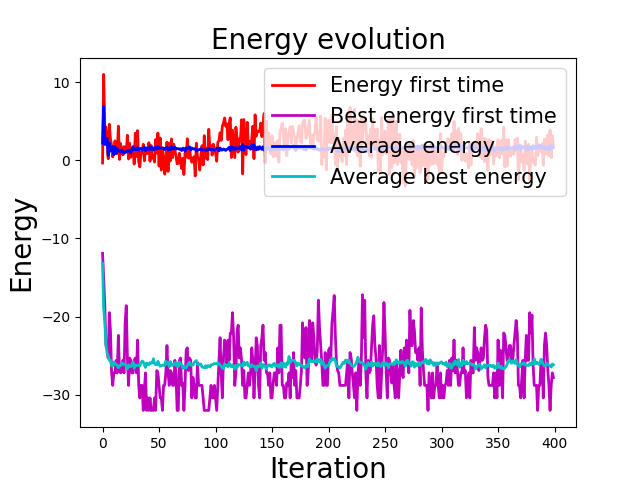 Energy evolution
Energy first time
Best energy first time
Average energy
Average best energy
10
0
−10
−20
−30
Energy
0
50
100
150
200
250
300
350
400
Iteration